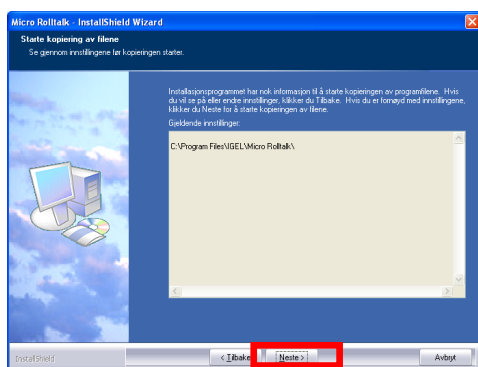 Micro Rolltalk - InstallShield Wizard
Starte kopiering av filene
Se gjennom innstillingene før kopieringen starter.
Installasjonsprogrammet har nok informasjon til å starte kopieringen av programfilene. Hvis
du vil se på eller endre innstillinger, klikker du Tilbake. Hvis du er fornøyd med innstillingene,
klikker du Neste for å starte kopieringen av filene.
Gjeldende innstillinger:
C:\Program Files\IGEL\Micro Rolltalk\
InstallShield
< Tilbake
Neste >
Avbryt